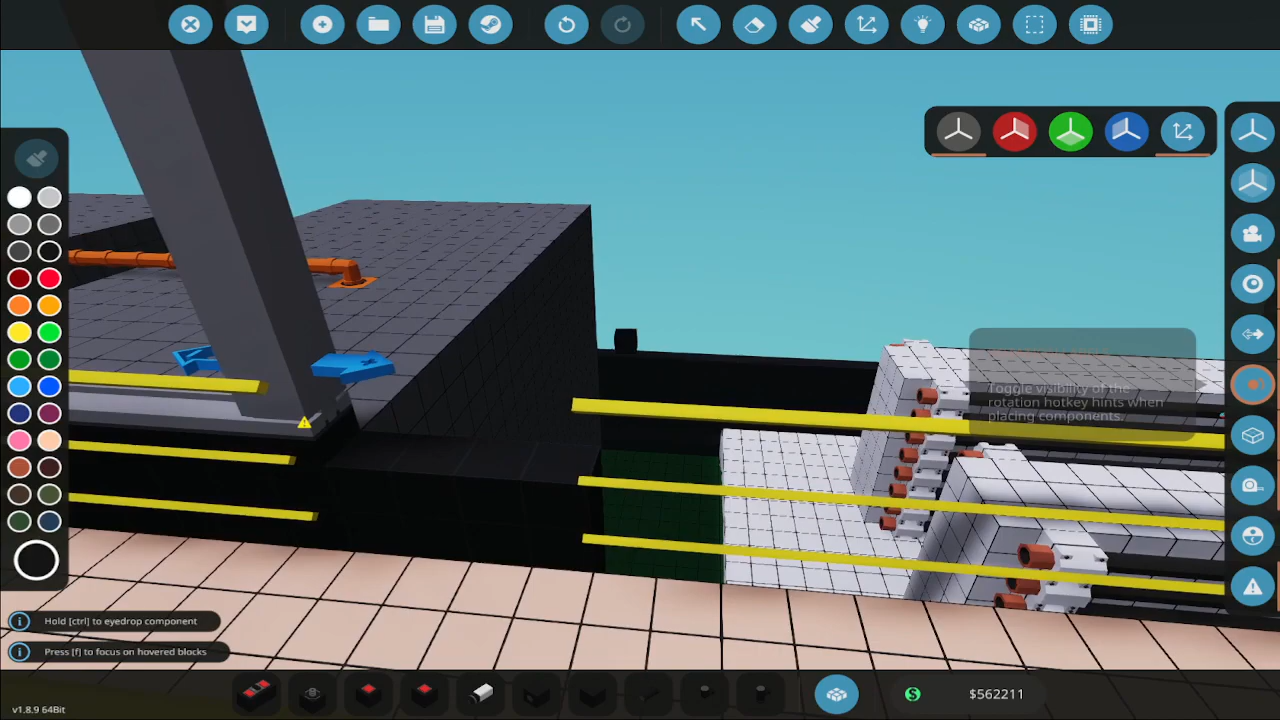 Toggle visibility of the
rotation hotkey hints when
placing components.
Hold [ctrl] to eyedrop component
Press [f] to focus on hovered blocks
$ $562211
v1.8.9 64Bit